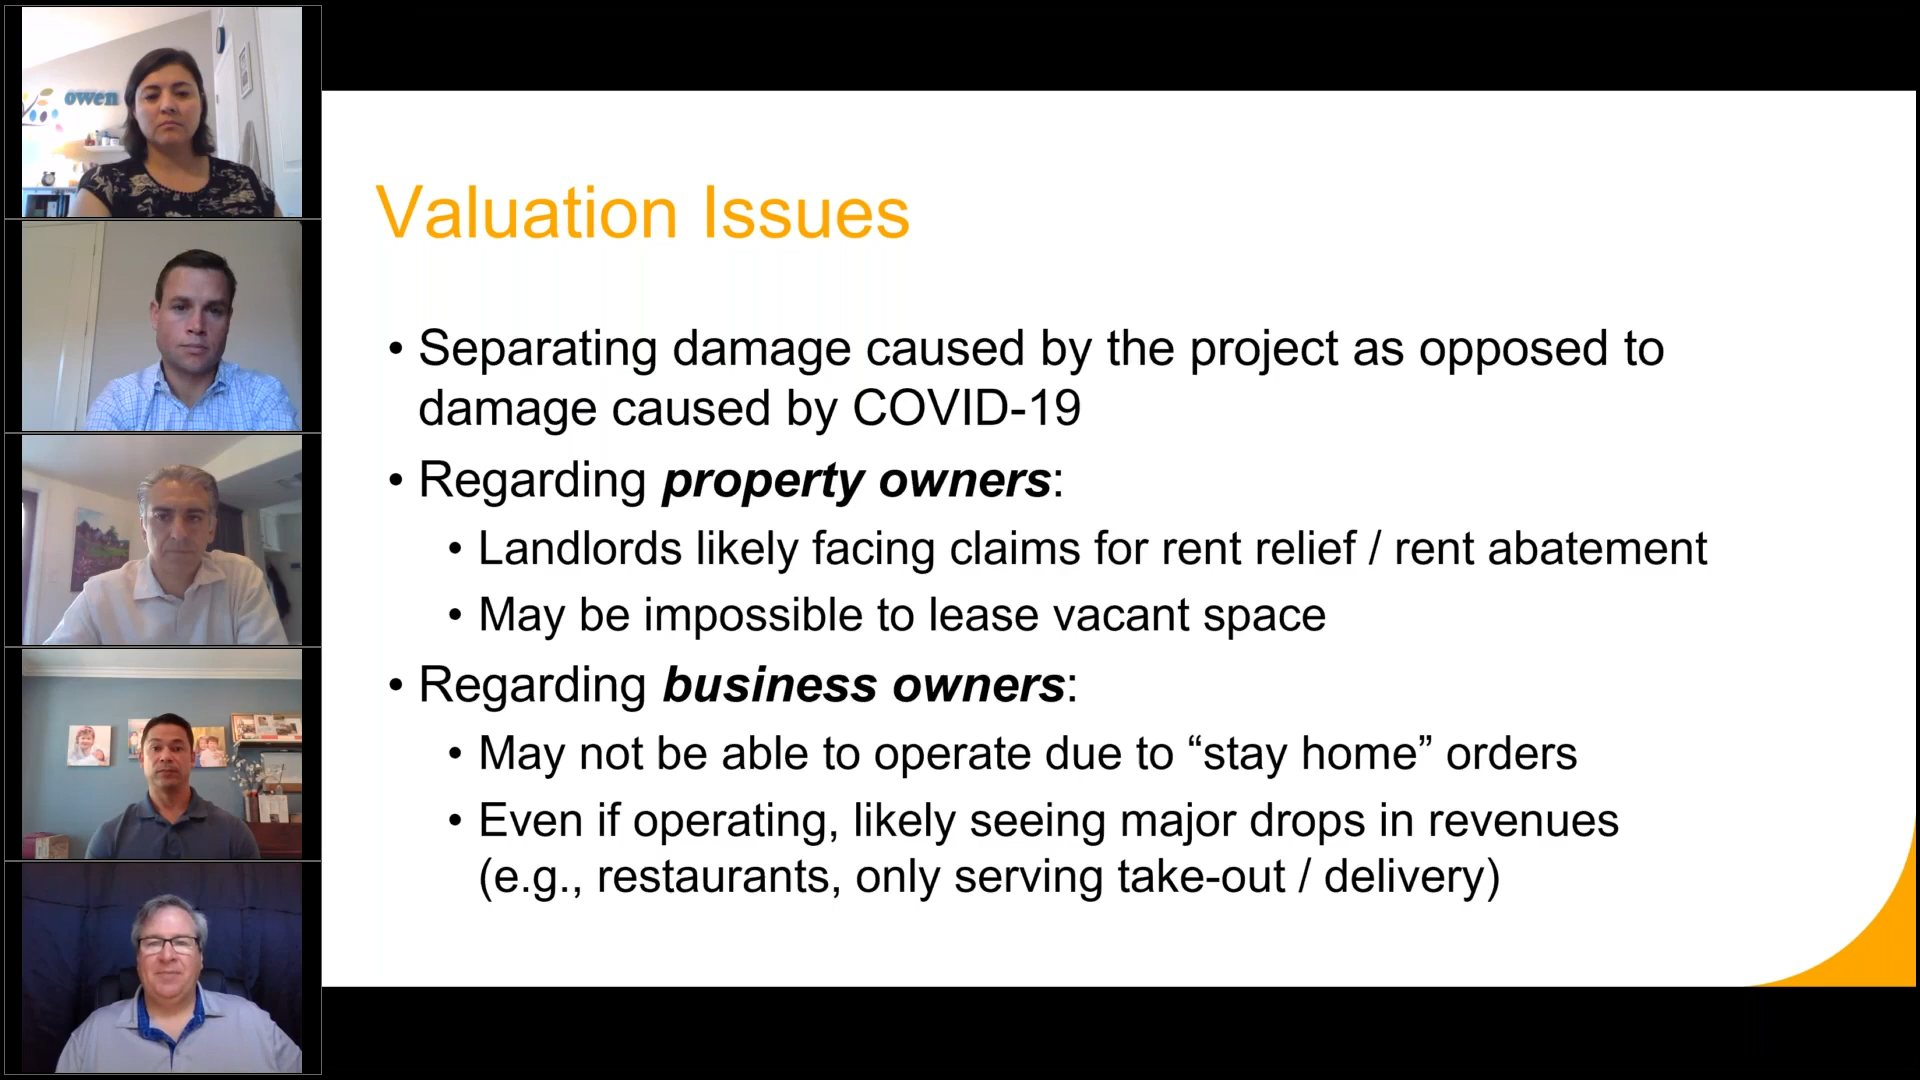 owen
Valuation Issues
• Separating damage caused by the project as opposed to
damage caused by COVID-19
• Regarding property owners:
• Landlords likely facing claims for rent relief / rent abatement
• May be impossible to lease vacant space
• Regarding business owners:
• May not be able to operate due to “stay home” orders
• Even if operating, likely seeing major drops in revenues
(e.g., restaurants, only serving take-out / delivery)